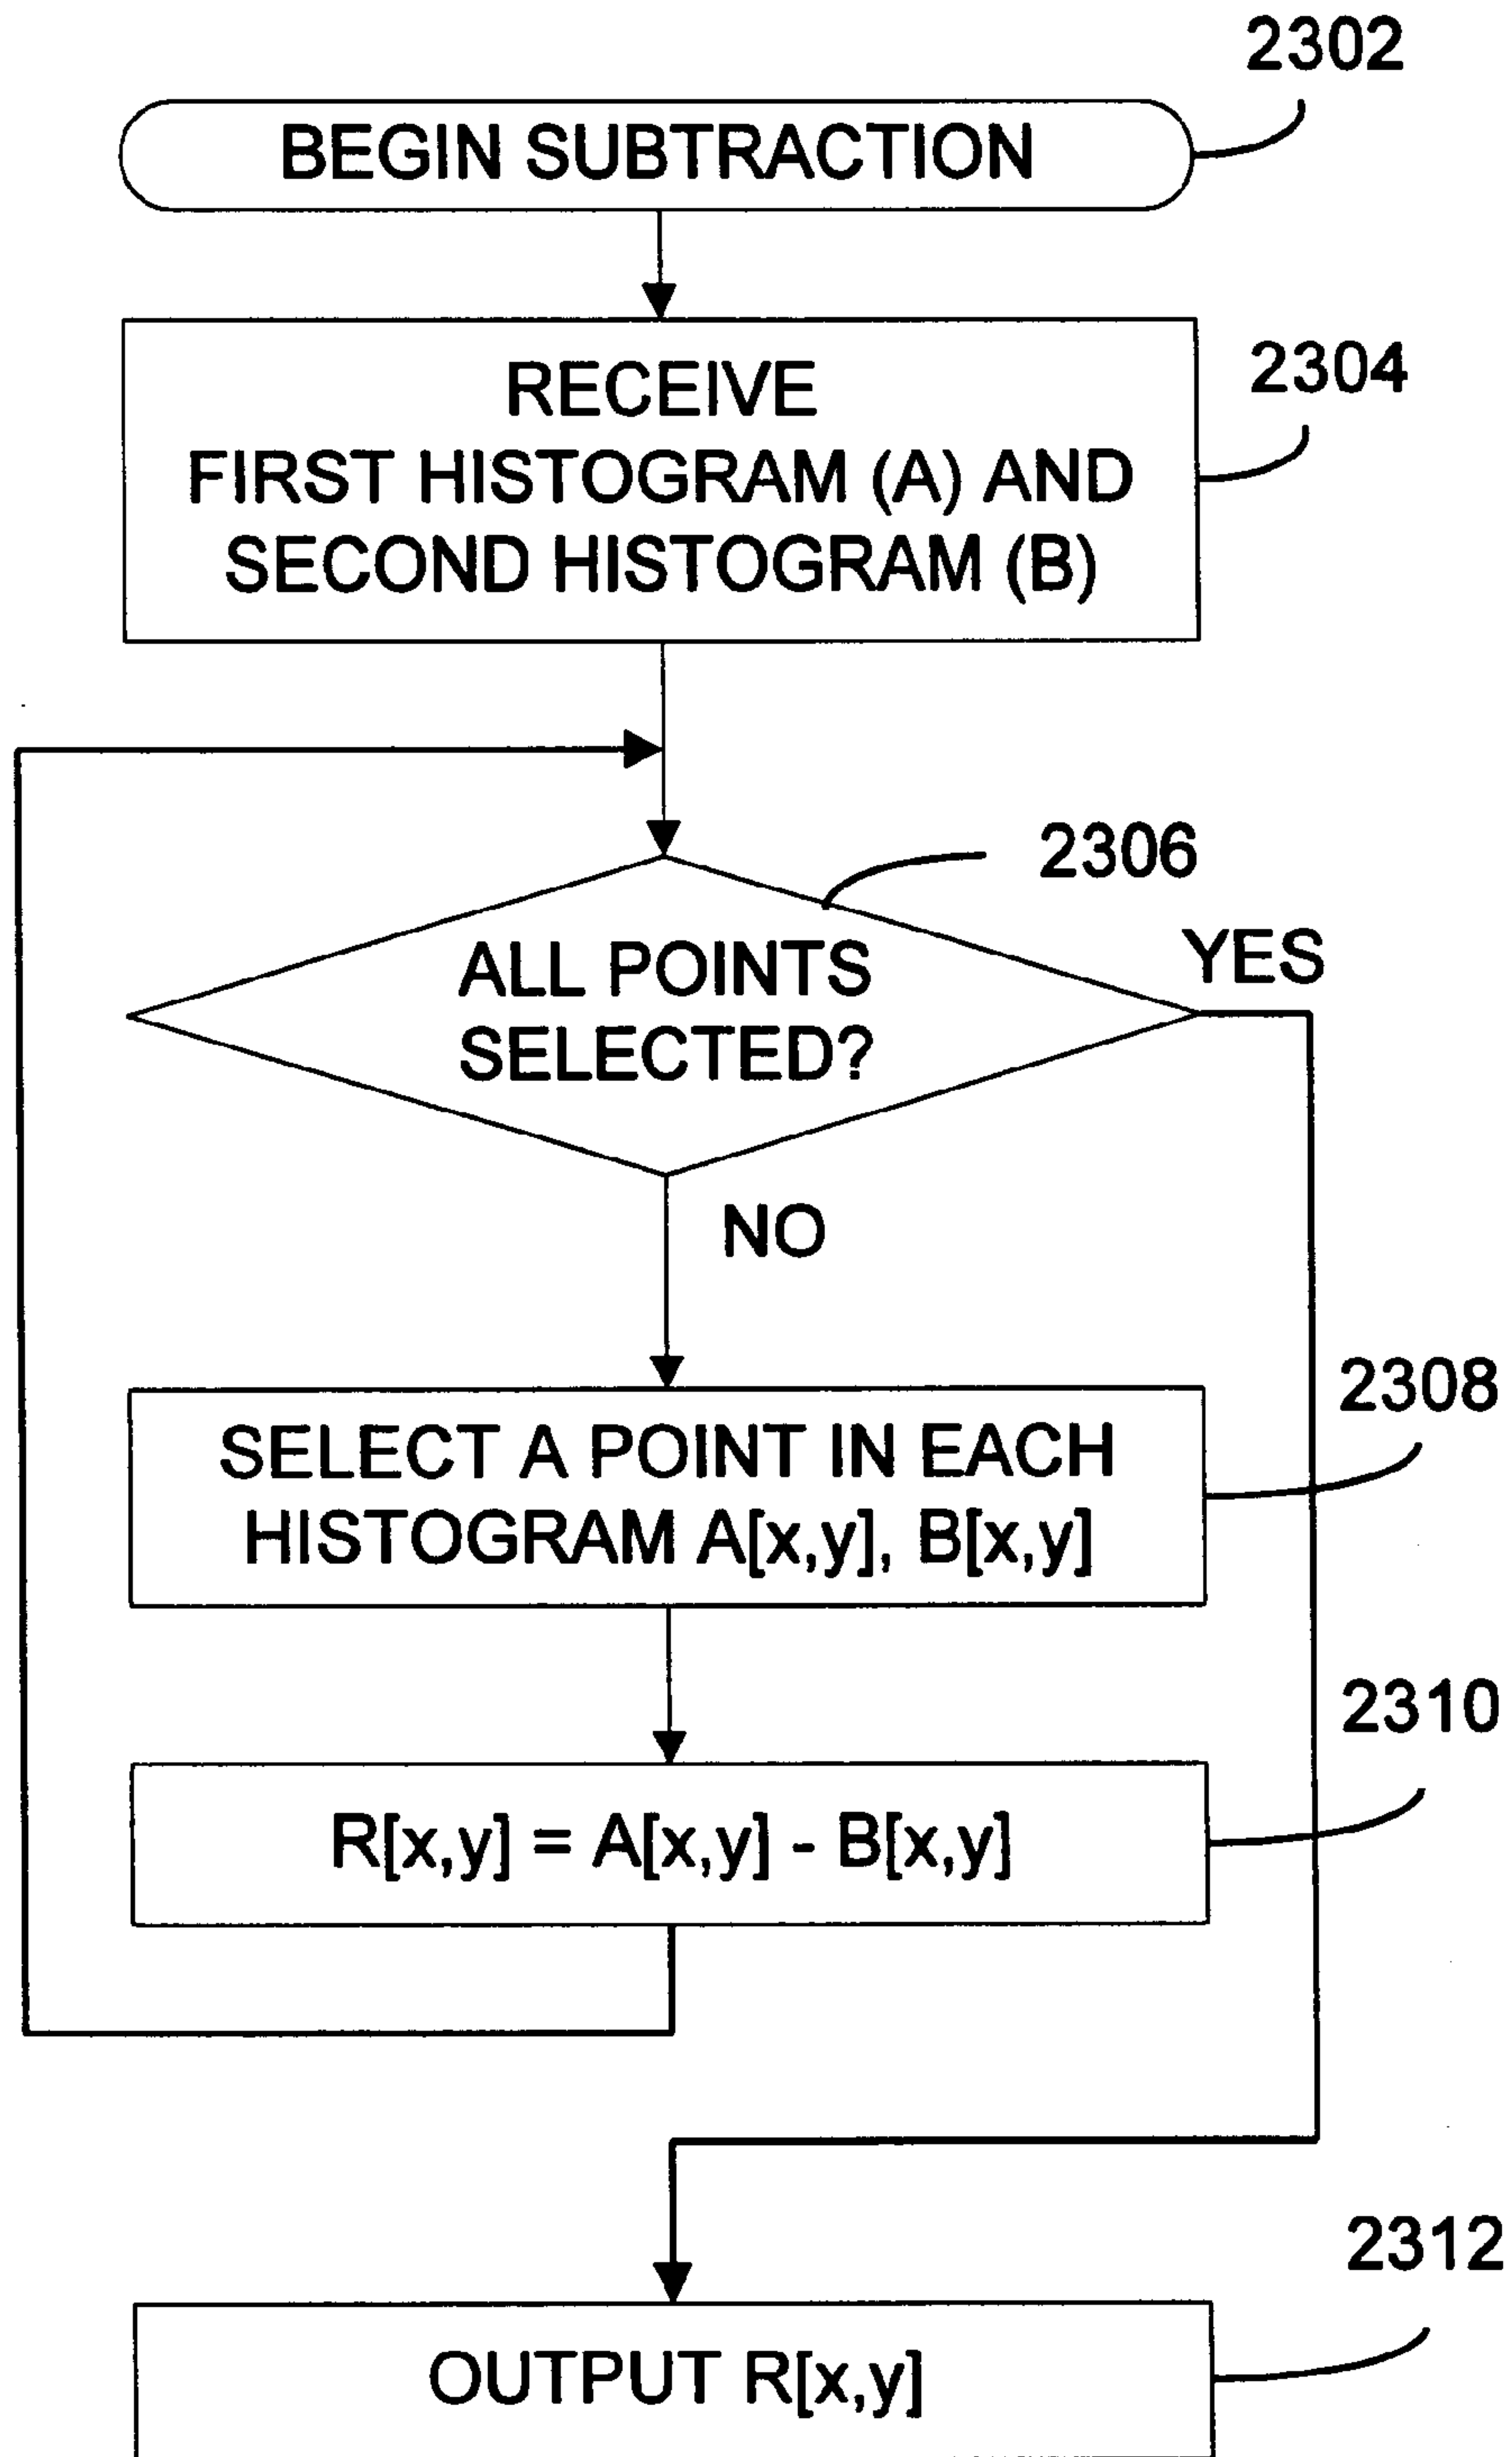 2302
BEGIN SUBTRACTION
2304
RECEIVE
FIRST HISTOGRAM (A) AND
SECOND HISTOGRAM (B)
2306
ALL POINTS
SELECTED?
YES
NO
2308
SELECT A POINT IN EACH
HISTOGRAM A[x,y], B[x,y]
2310
R[x,y] = A[x,y] - B[x,y]
2312
OUTPUT R[x,y]